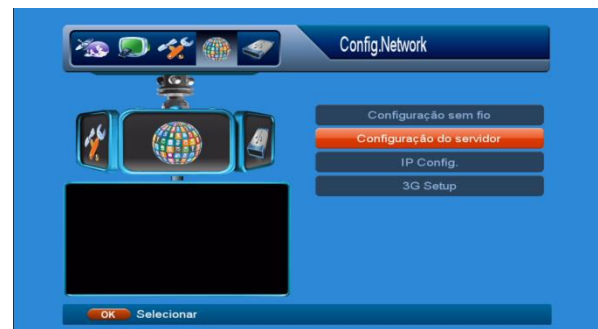 Config.Network
Configuração sem fio
Configuração do servidor
IP Config.
3G Setup
OK Selecionar